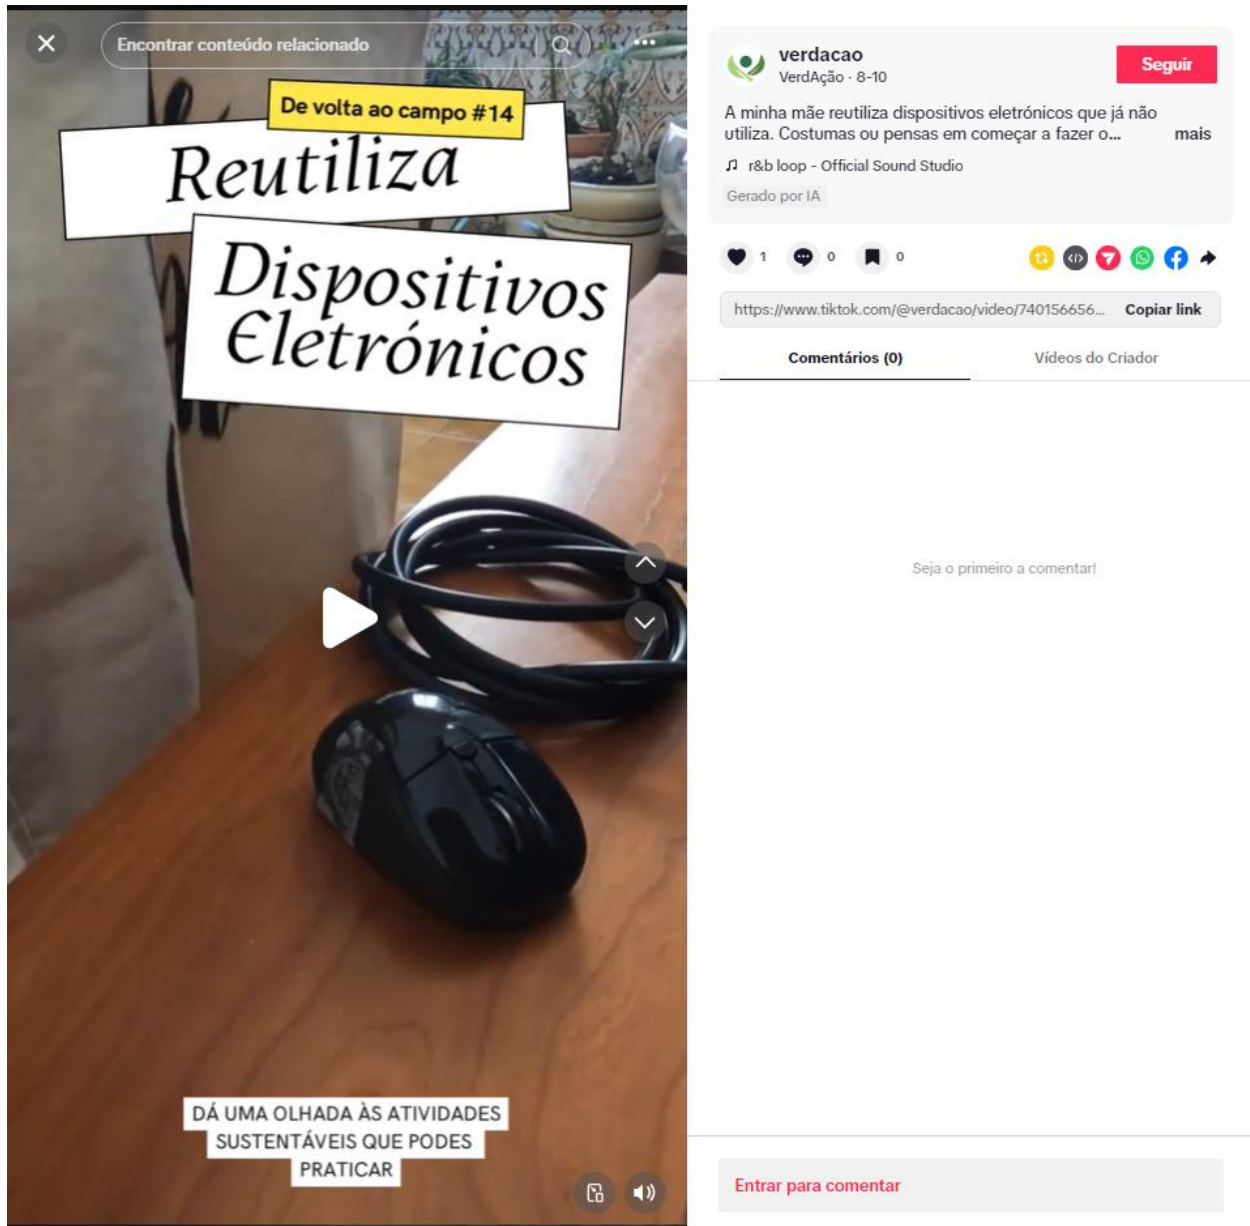 Encontrar conteúdo relacionado
De volta ao campo #14
Reutiliza
Dispositivos
Eletrónicos
DÁ UMA OLHADA ÀS ATIVIDADES
SUSTENTÁVEIS QUE PODES
PRATICAR
verdacao
VerdAção · 8-10
Seguir
A minha mãe reutiliza dispositivos eletrónicos que já não
utiliza. Costumas ou pensas em começar a fazer o... mais
r&b loop - Official Sound Studio
Gerado por IA
1 0 0
https://www.tiktok.com/@verdacao/video/740156656... Copiar link
Comentários (0) Vídeos do Criador
Seja o primeiro a comentar!
Entrar para comentar